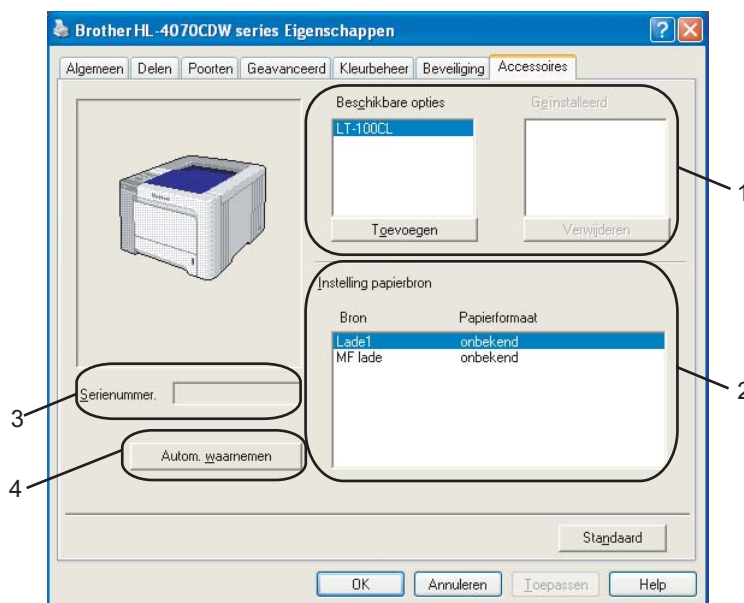 Brother HL-4070CDW series Eigenschappen
Algemeen Delen Poorten Geavanceerd Kleurbeheer Beveiliging Accessoires
Beschikbare opties Geïnstalleerd
LT-100CL
1
Toevoegen Verwijderen
Instelling papierbron
Bron Papierformaat
Lade1 onbekend
MF lade onbekend
2
Serienummer.
3
Autom. waarnemen
4
Standaard
OK Annuleren Toepassen Help